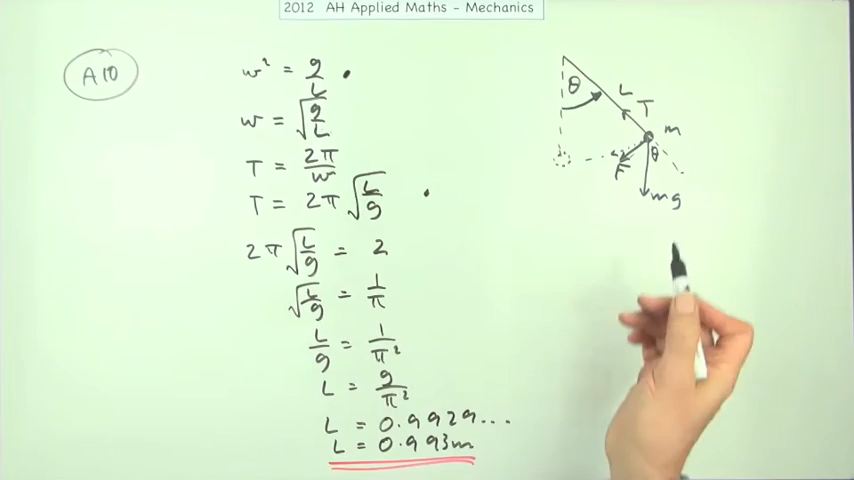 2012 AH Applied Maths - Mechanics
A10
w² = g/L
w = √(g/L)
T = 2π/w
T = 2π √(L/g)
2π √(L/g) = 2
√(L/g) = 1/π
L/g = 1/π²
L = g/π²
L = 0.9929...
L = 0.993m
θ
L
T
m
θ
F
mg